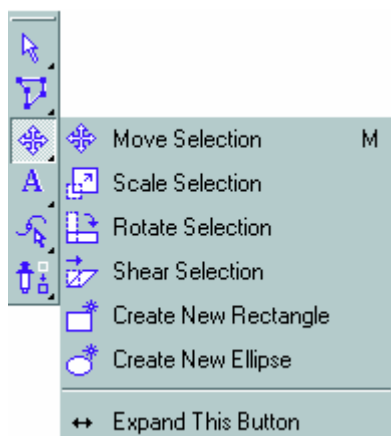 Move Selection M
Scale Selection
A
Rotate Selection
Shear Selection
Create New Rectangle
Create New Ellipse
Expand This Button